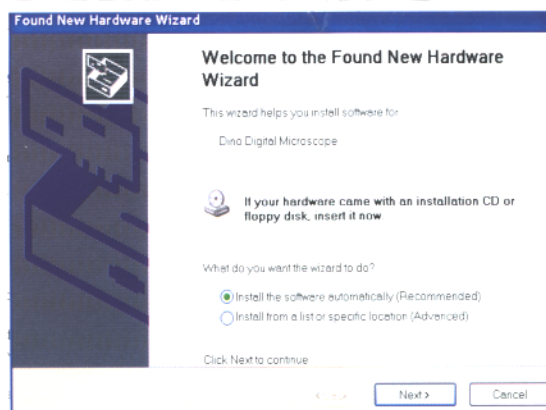 Found New Hardware Wizard
Welcome to the Found New Hardware
Wizard
This wizard helps you install software for:
Dino Digital Microscope
If your hardware came with an installation CD or
floppy disk, insert it now.
What do you want the wizard to do?
Install the software automatically (Recommended)
Install from a list or specific location (Advanced)
Click Next to continue.
Next >
Cancel